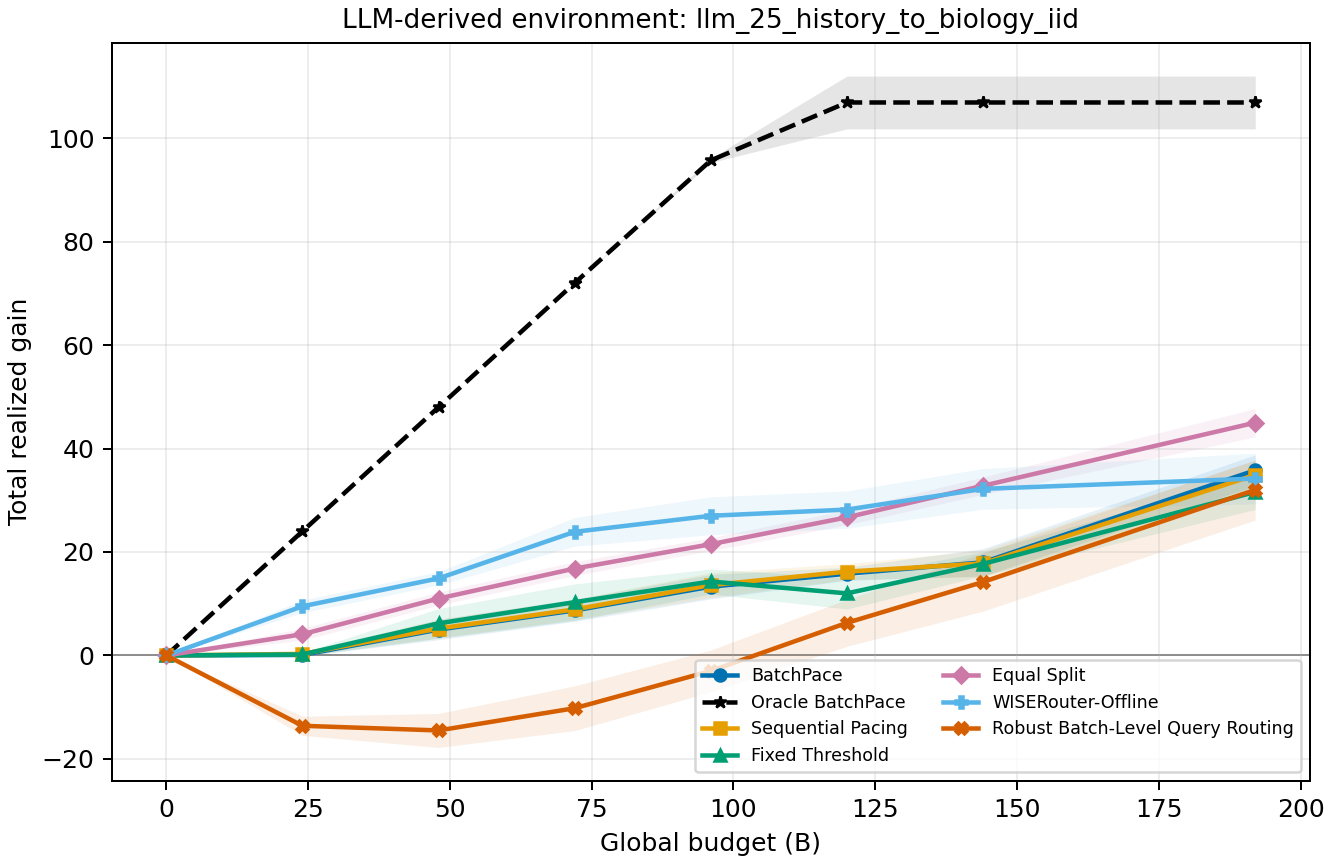 LLM-derived environment: llm_25_history_to_biology_iid
Total realized gain
100
80
60
40
20
0
−20
0 25 50 75 100 125 150 175 200
Global budget (B)
BatchPace
Oracle BatchPace
Sequential Pacing
Fixed Threshold
Equal Split
WISERouter-Offline
Robust Batch-Level Query Routing